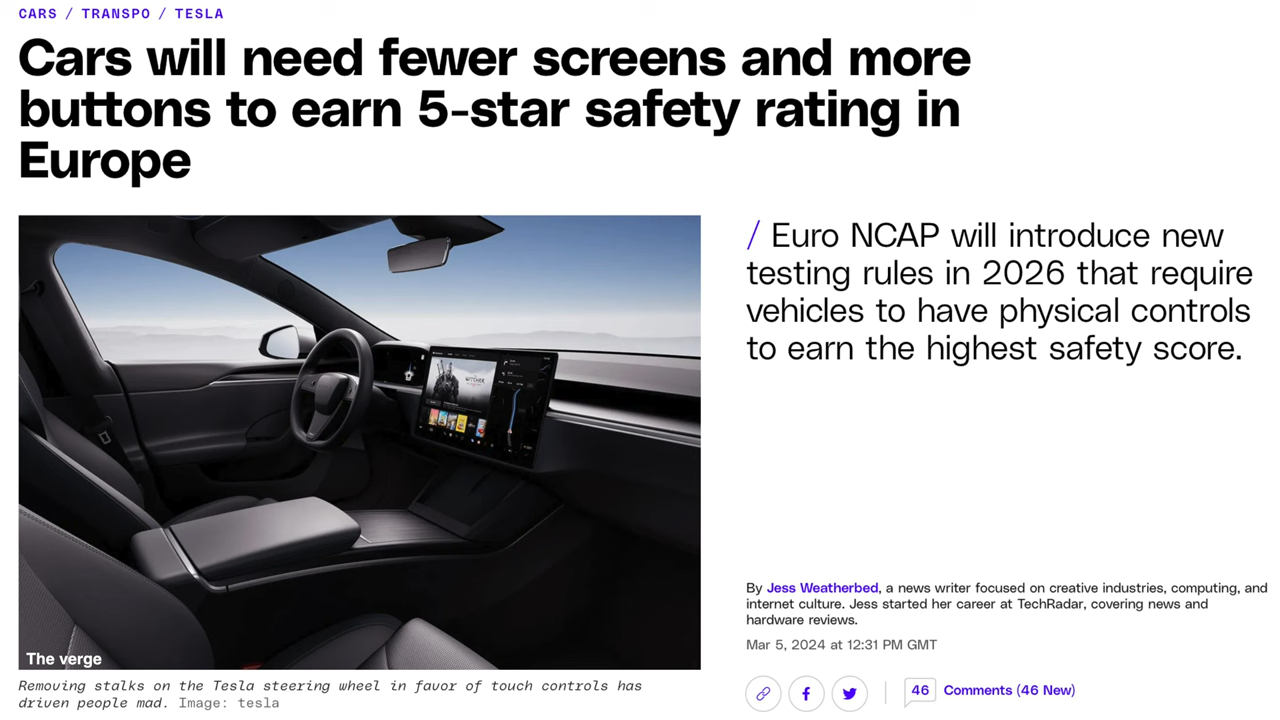 CARS / TRANSPO / TESLA
Cars will need fewer screens and more
buttons to earn 5-star safety rating in
Europe
/ Euro NCAP will introduce new
testing rules in 2026 that require
vehicles to have physical controls
to earn the highest safety score.
WITCHER
The verge
Removing stalks on the Tesla steering wheel in favor of touch controls has
driven people mad. Image: tesla
By Jess Weatherbed, a news writer focused on creative industries, computing, and
internet culture. Jess started her career at TechRadar, covering news and
hardware reviews.
Mar 5, 2024 at 12:31 PM GMT
46
Comments (46 New)